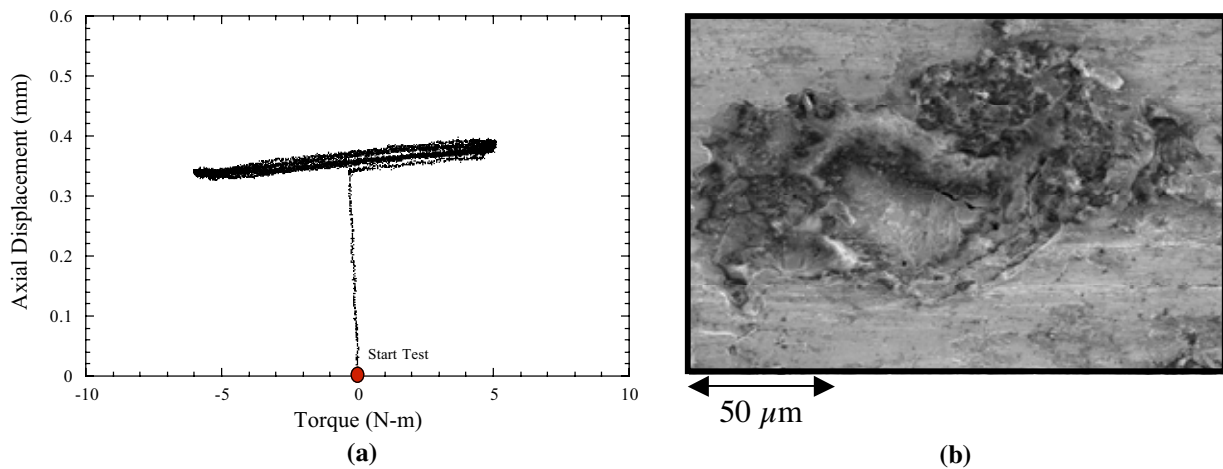 0.6
0.5
0.4
0.3
0.2
0.1
0
Axial Displacement (mm)
Start Test
-10 -5 0 5 10
Torque (N-m)
(a)
50 µm
(b)